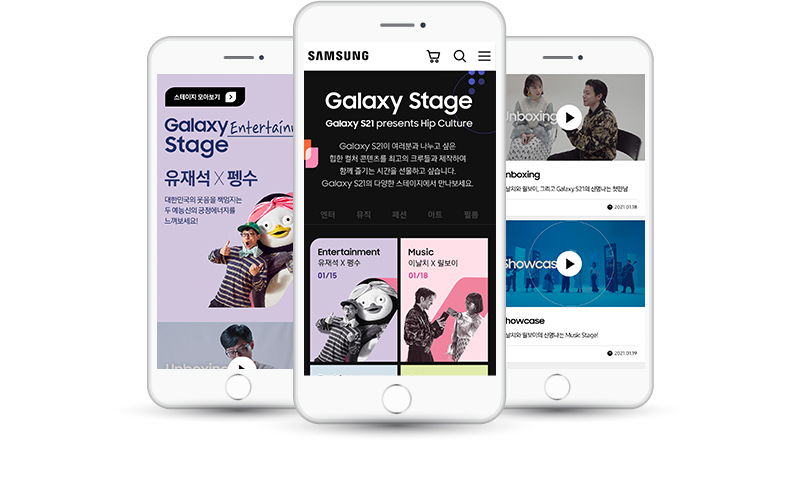 스테이지 모아보기
Galaxy Entertain
Stage
유재석 X 펭수
대한민국의 웃음을 책임지는
두 예능신의 긍정에너지를
느껴보세요!
Unboxing
SAMSUNG
Galaxy Stage
Galaxy S21 presents Hip Culture
Galaxy S21이 여러분과 나누고 싶은
힙한 컬처 콘텐츠를 최고의 크루들과 제작하여
함께 즐기는 시간을 선물하고 싶습니다.
Galaxy S21의 다양한 스테이지에서 만나보세요.
엔터 뮤직 패션 아트 필름
Entertainment
유재석 X 펭수
01/15
Music
이날치 X 릴보이
01/18
Unboxing
nboxing
날치와 릴보이, 그리고 Galaxy S21의 신명나는 첫만남
2021.01.18
Showcase
howcase
날치와 릴보이의 신명나는 Music Stage!
2021.01.19